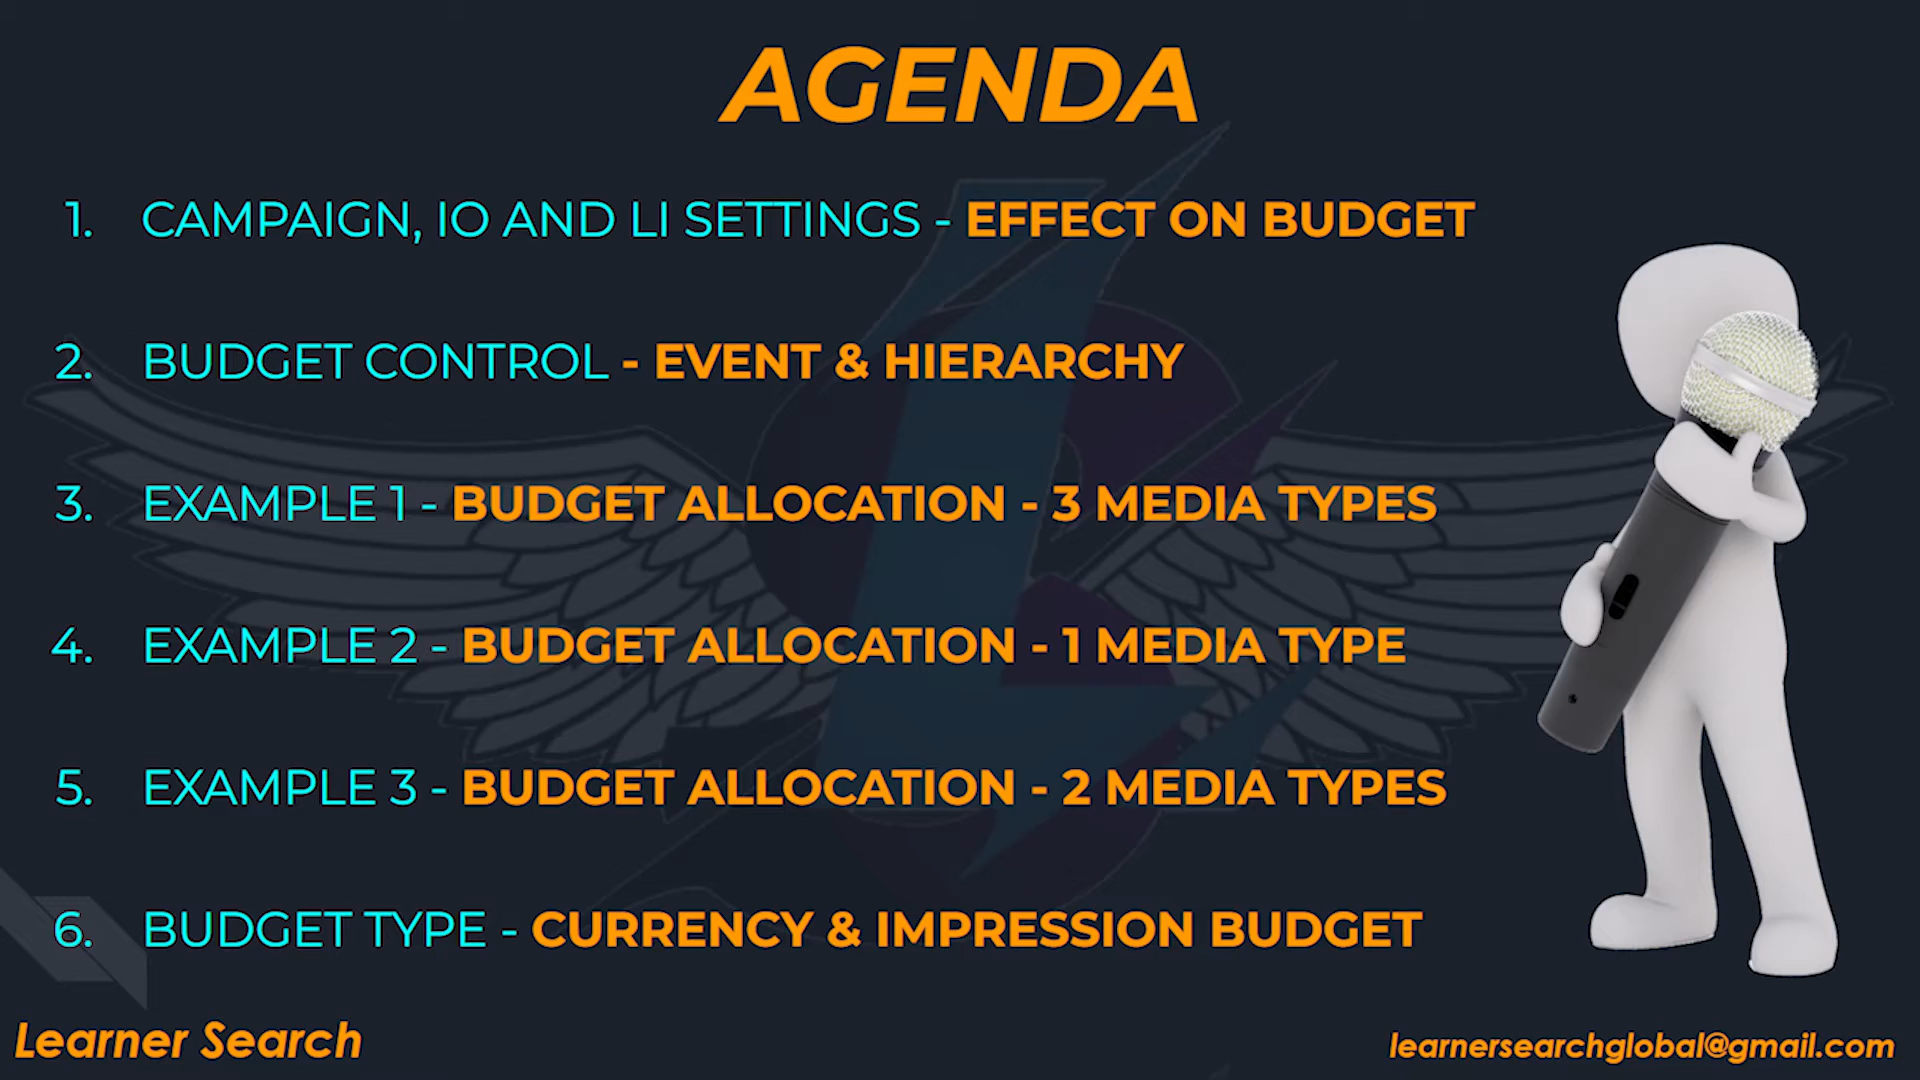 AGENDA
1. CAMPAIGN, IO AND LI SETTINGS - EFFECT ON BUDGET
2. BUDGET CONTROL - EVENT & HIERARCHY
3. EXAMPLE 1 - BUDGET ALLOCATION - 3 MEDIA TYPES
4. EXAMPLE 2 - BUDGET ALLOCATION - 1 MEDIA TYPE
5. EXAMPLE 3 - BUDGET ALLOCATION - 2 MEDIA TYPES
6. BUDGET TYPE - CURRENCY & IMPRESSION BUDGET
Learner Search
learnersearchglobal@gmail.com